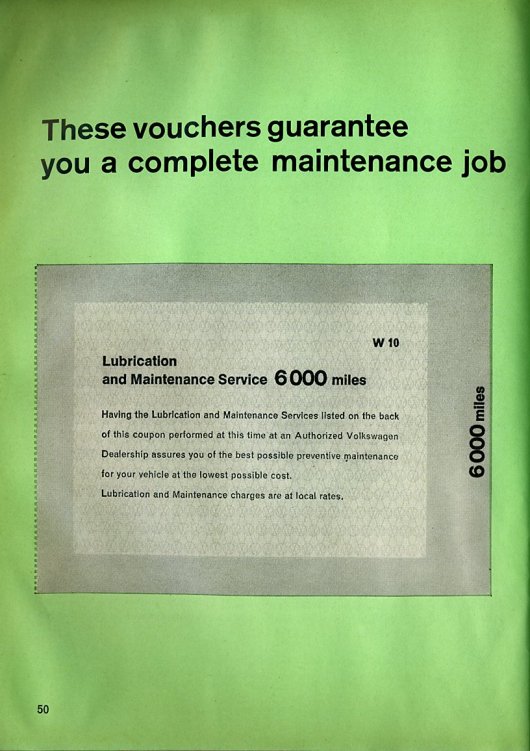 These vouchers guarantee
you a complete maintenance job
W 10
Lubrication
and Maintenance Service 6000 miles
Having the Lubrication and Maintenance Services listed on the back
of this coupon performed at this time at an Authorized Volkswagen
Dealership assures you of the best possible preventive maintenance
for your vehicle at the lowest possible cost.
Lubrication and Maintenance charges are at local rates.
6000 miles
50